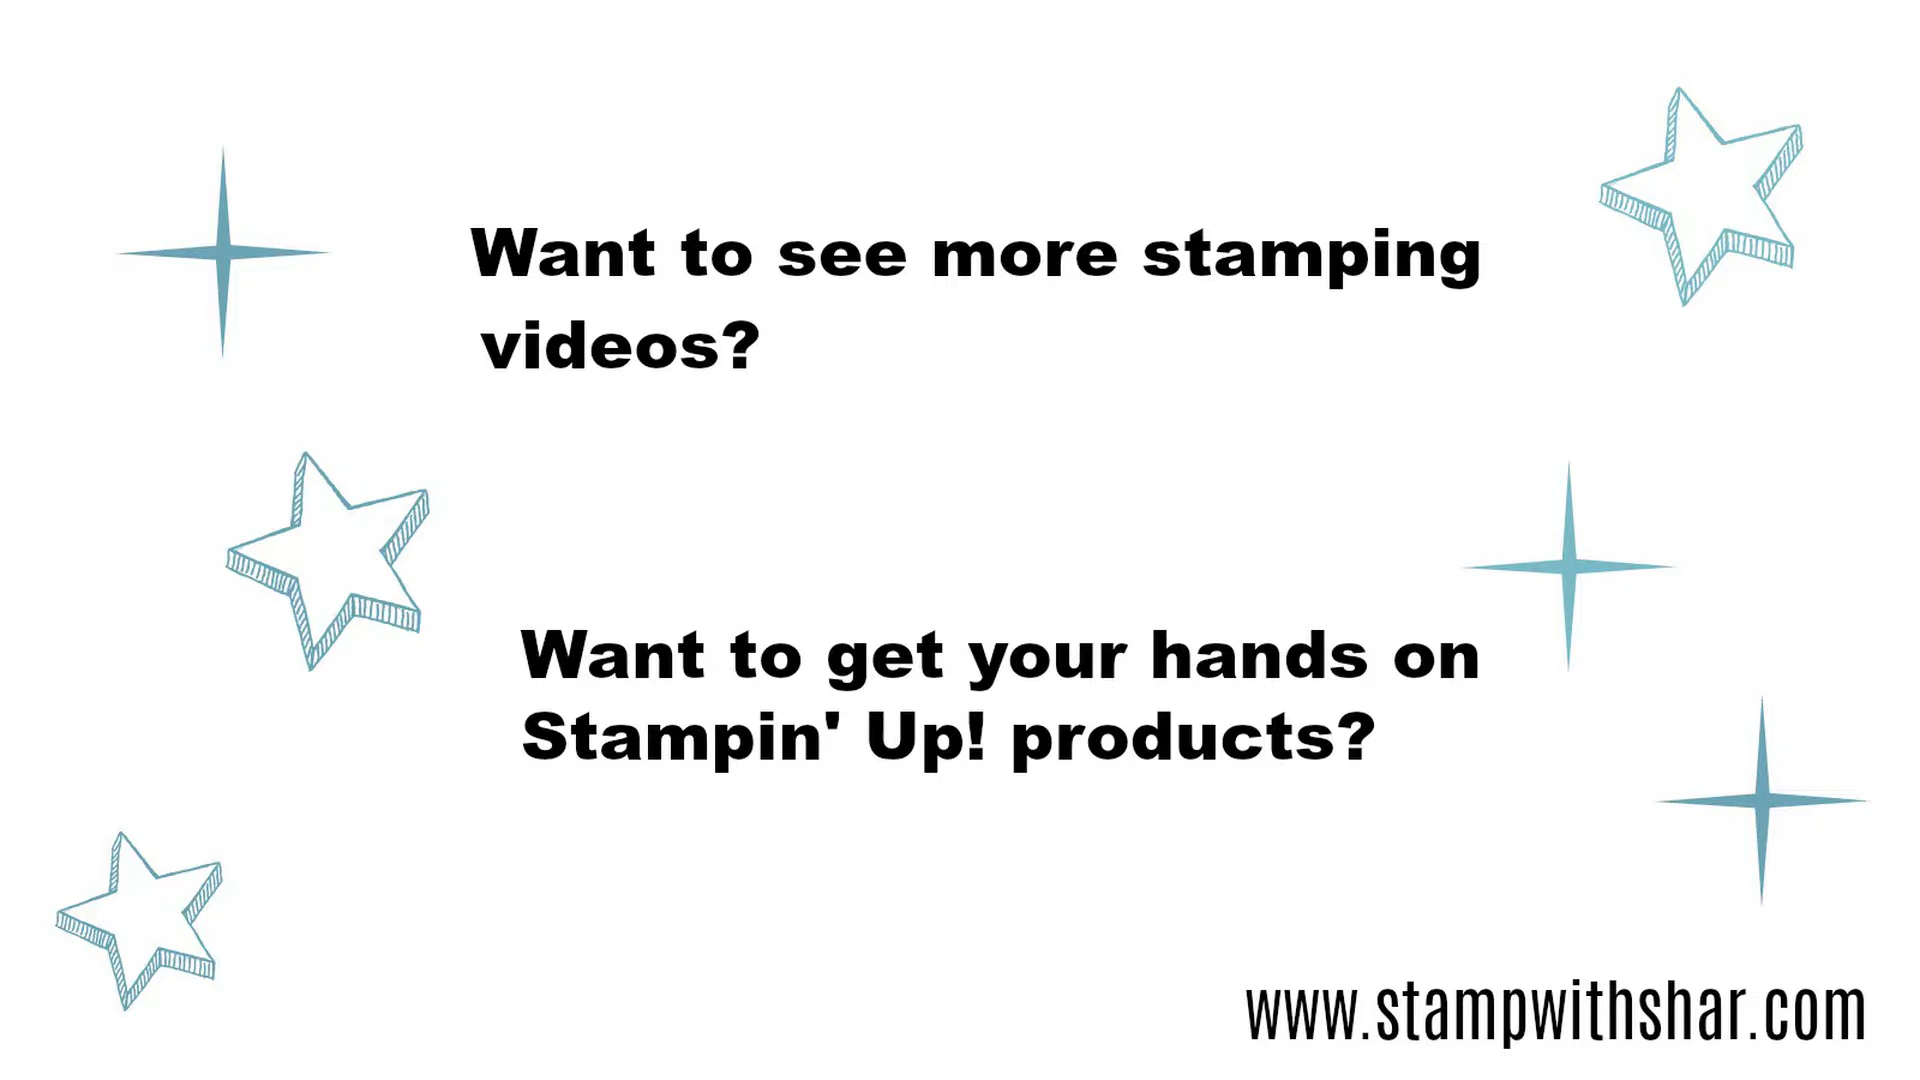 Want to see more stamping
videos?
Want to get your hands on
Stampin' Up! products?
www.stampwithshar.com